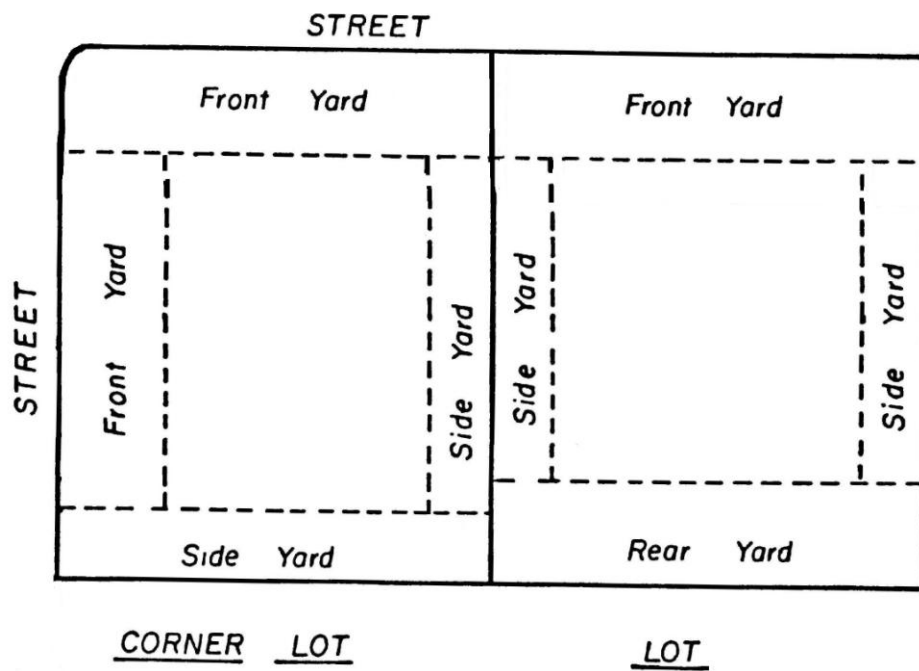 STREET
Front Yard
Front Yard
STREET
Front Yard
Side Yard
Side Yard
Side Yard
Side Yard
Rear Yard
CORNER LOT
LOT